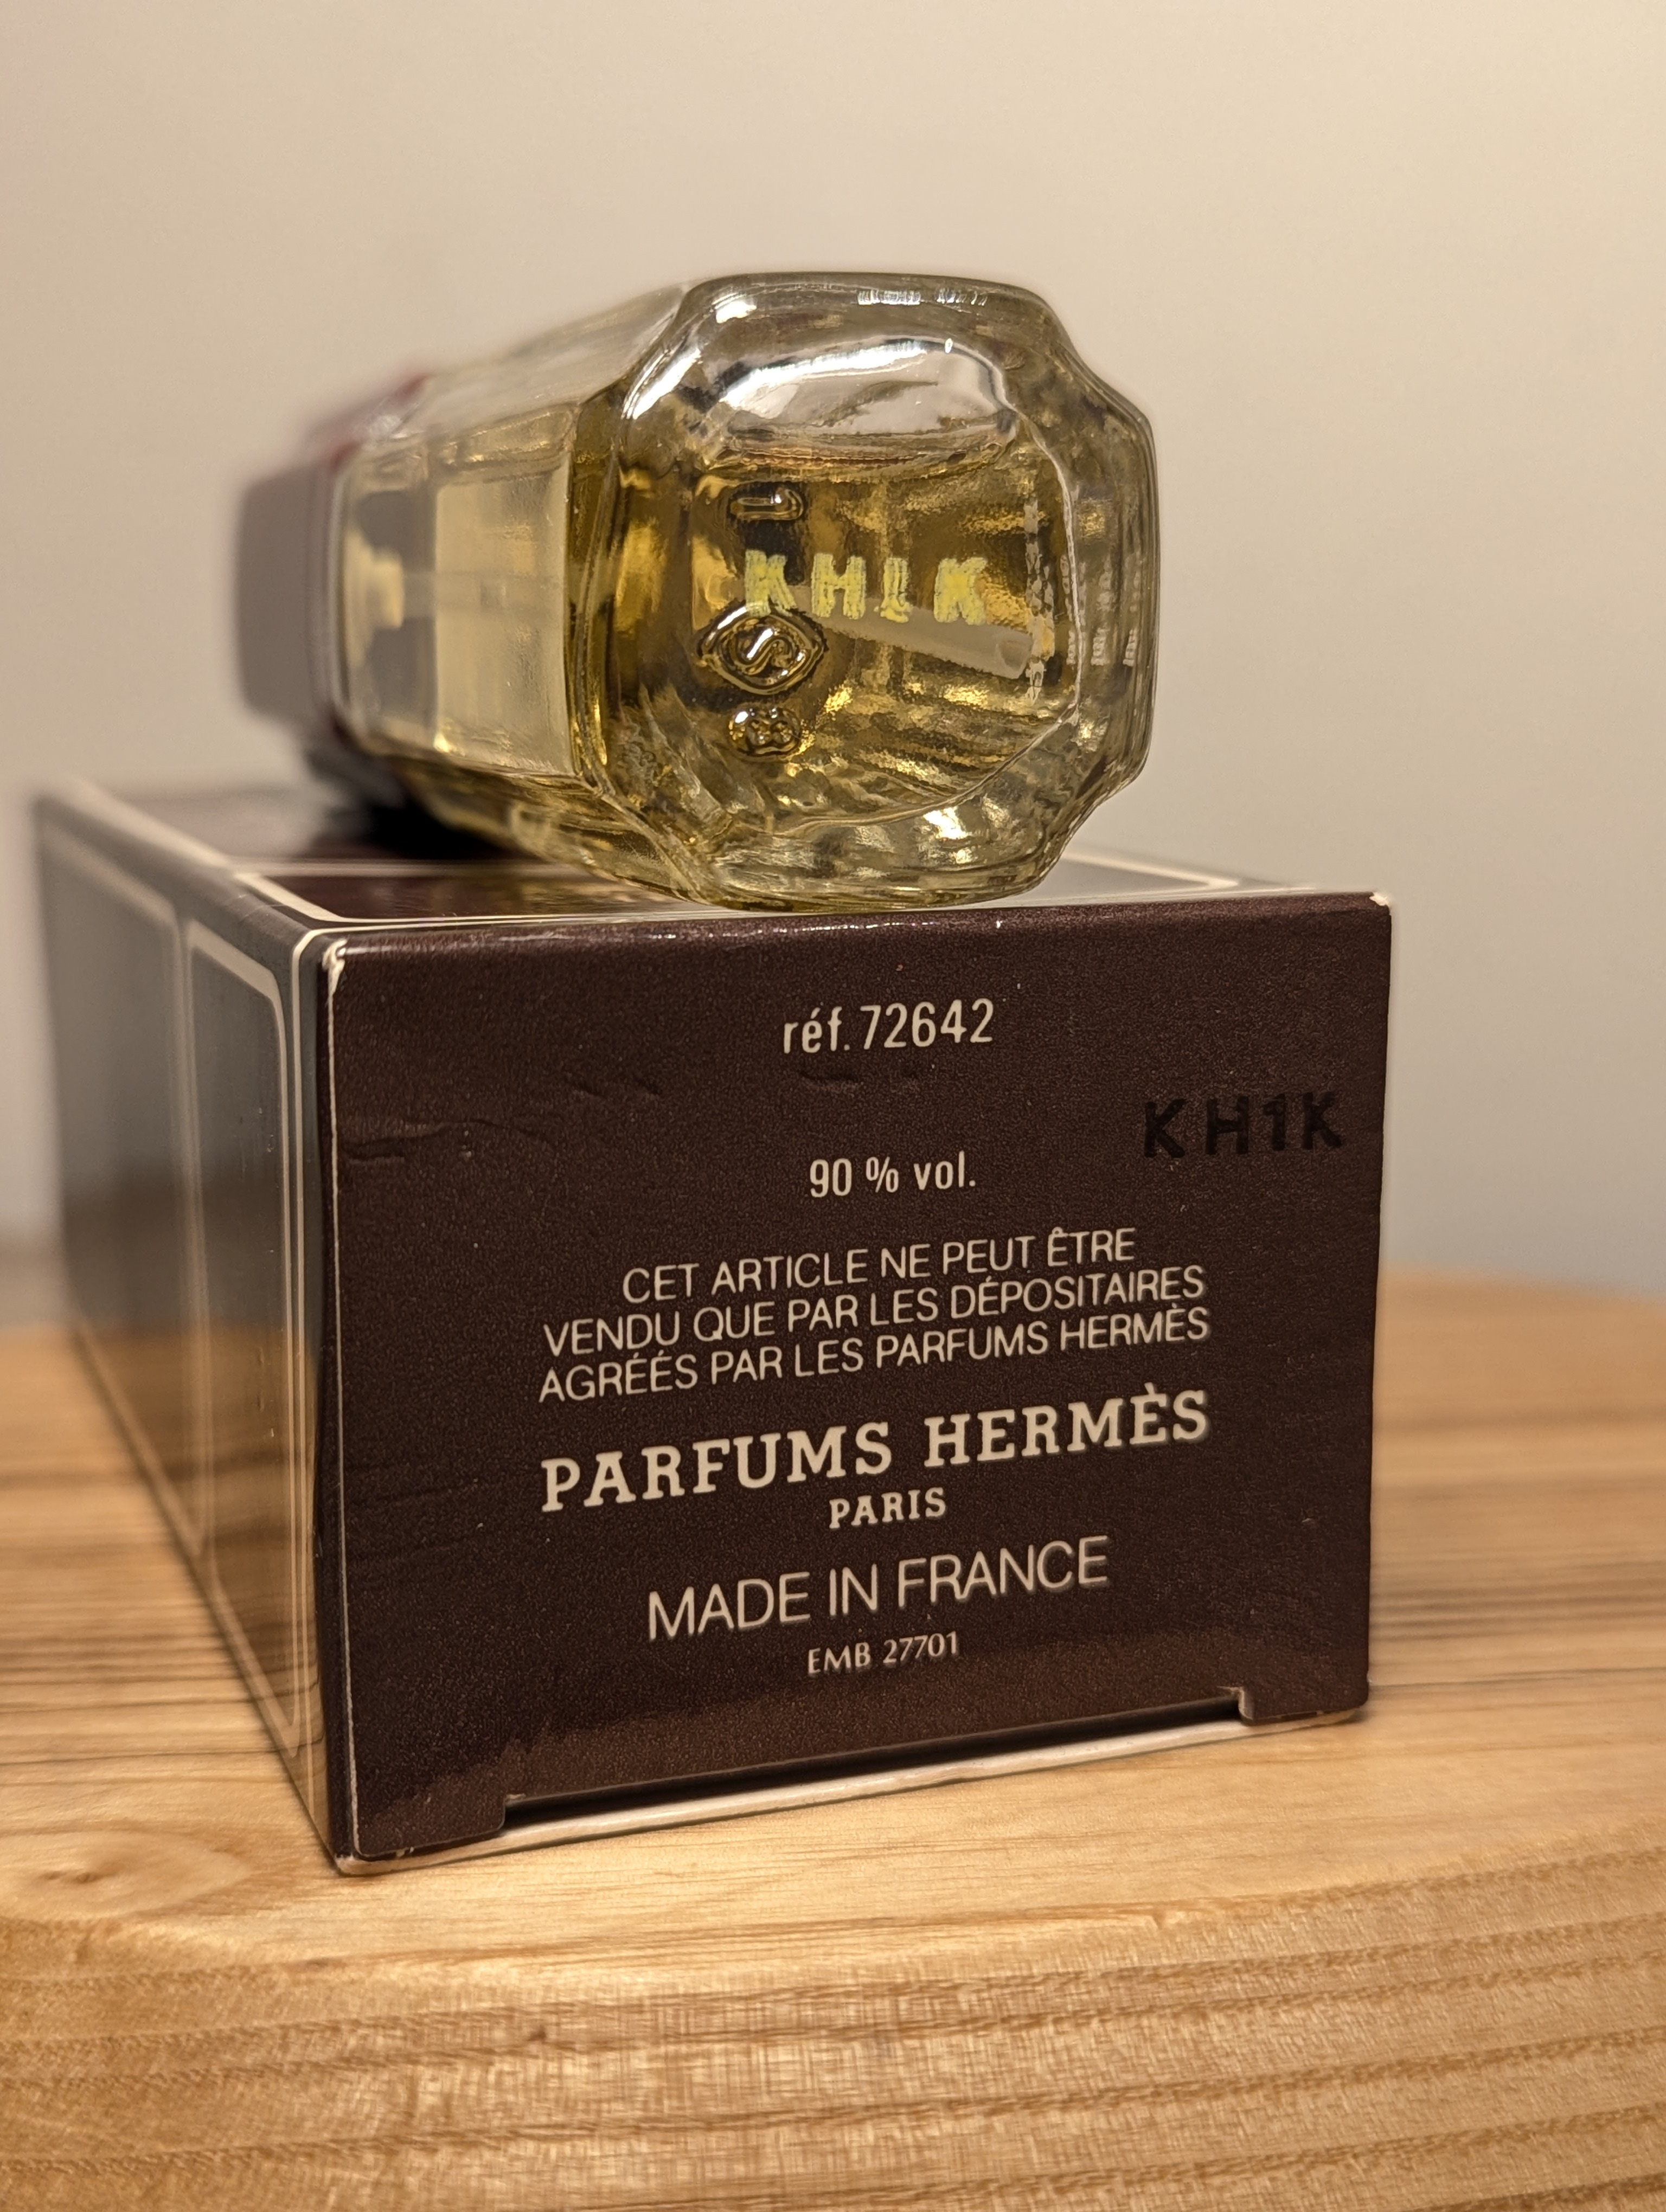 KH1K
réf. 72642
KH1K
90 % vol.
CET ARTICLE NE PEUT ÊTRE
VENDU QUE PAR LES DÉPOSITAIRES
AGRÉÉS PAR LES PARFUMS HERMÈS
PARFUMS HERMÈS
PARIS
MADE IN FRANCE
EMB 27701